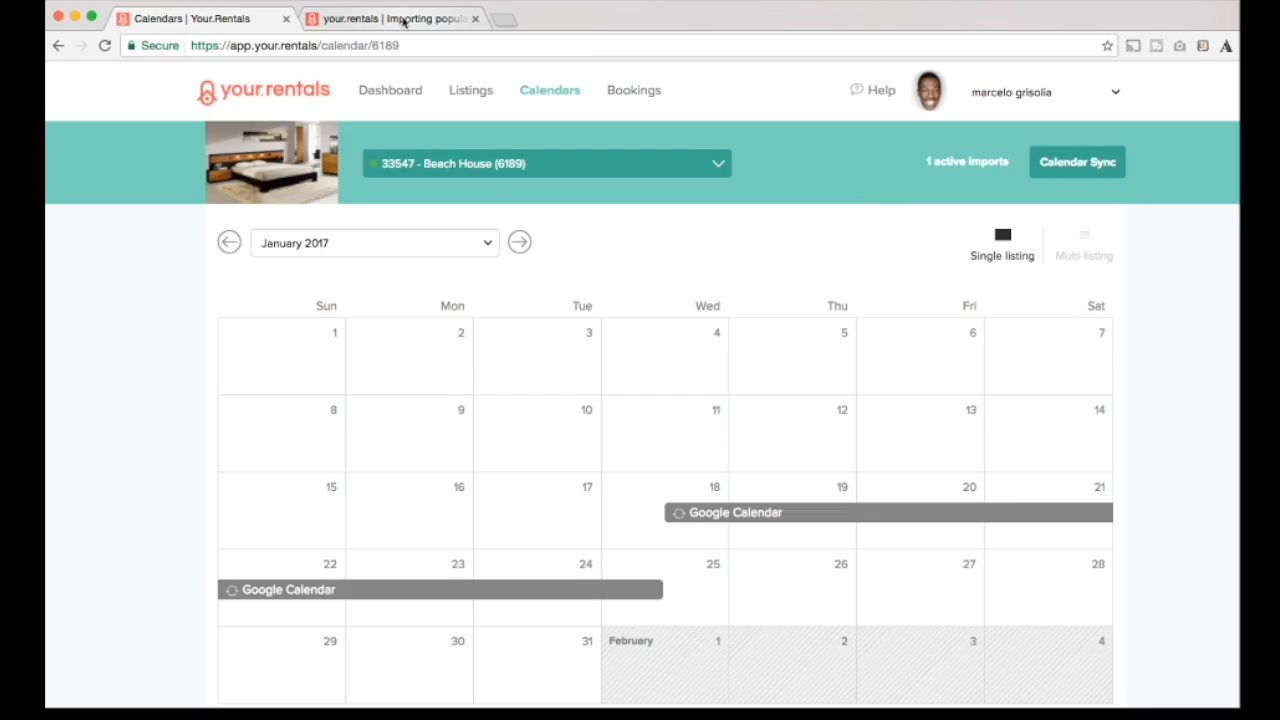 Calendars | Your.Rentals
your.rentals | Importing popula
Secure https://app.your.rentals/calendar/6189
your.rentals Dashboard Listings Calendars Bookings Help marcelo grisolia
33547 - Beach House (6189) 1 active imports Calendar Sync
January 2017
Single listing Multi-listing
Sun Mon Tue Wed Thu Fri Sat
1 2 3 4 5 6 7
8 9 10 11 12 13 14
15 16 17 18 19 20 21
Google Calendar
22 23 24 25 26 27 28
Google Calendar
29 30 31 February 1 2 3 4